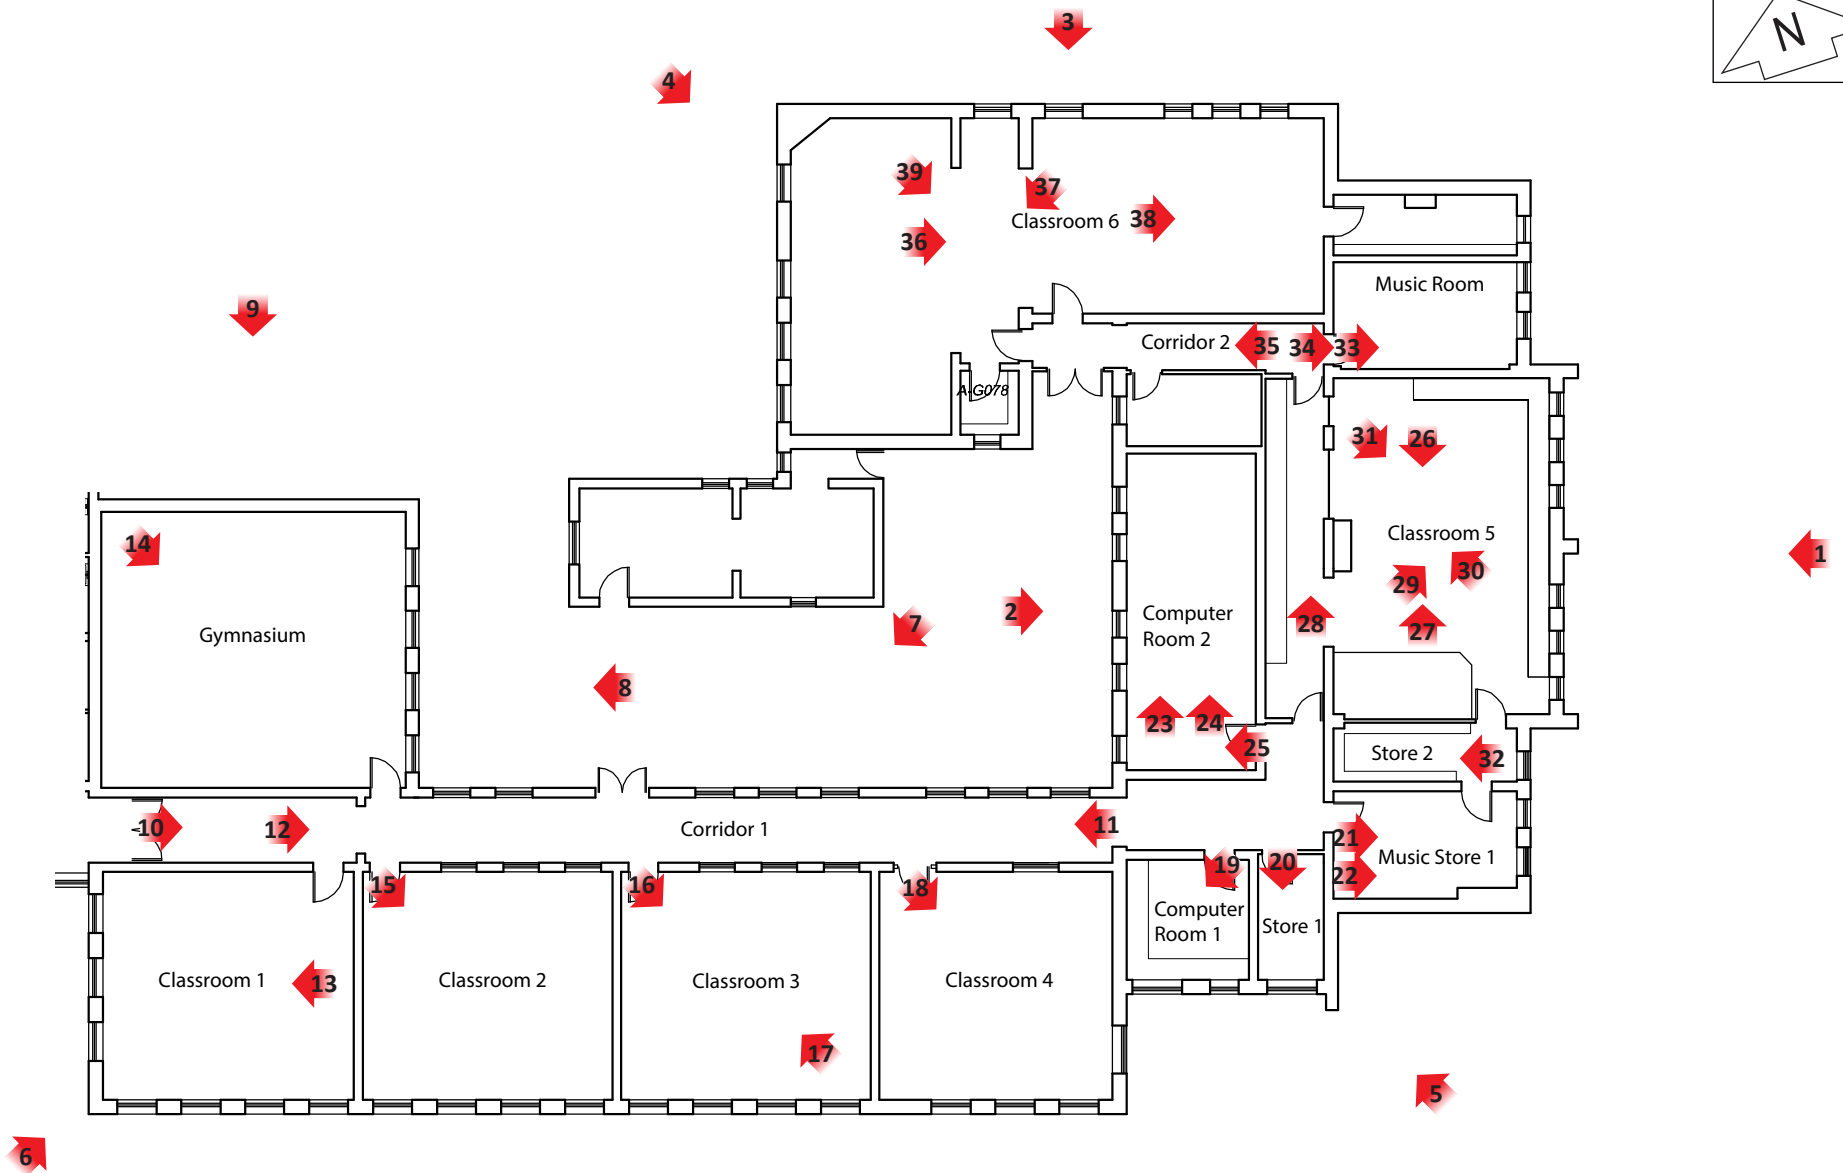 3
N
4
39
37
Classroom 6
38
36
Music Room
9
Corridor 2
35
34
33
A-G078
31
26
14
Classroom 5
1
30
29
2
Computer
Room 2
7
28
27
Gymnasium
8
23
24
25
Store 2
32
10
12
Corridor 1
11
21
Music Store 1
22
15
16
18
19
20
Computer
Room 1
Store 1
Classroom 1
13
Classroom 2
Classroom 3
Classroom 4
17
5
6